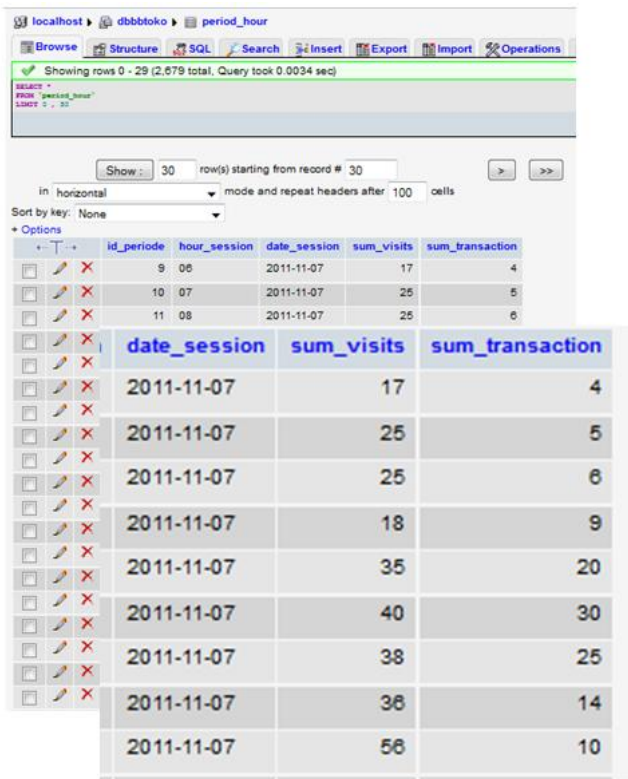 localhost ▸ dbbbtoko ▸ period_hour
Browse Structure SQL Search Insert Export Import Operations
Showing rows 0 - 29 (2,679 total, Query took 0.0034 sec)
SELECT *
FROM `period_hour`
LIMIT 0 , 30
Show : 30 row(s) starting from record # 30 > >>
in horizontal mode and repeat headers after 100 cells
Sort by key: None
+ Options
←T→ id_periode hour_session date_session sum_visits sum_transaction
9 06 2011-11-07 17 4
10 07 2011-11-07 25 5
11 08 2011-11-07 25 6
date_session sum_visits sum_transaction
2011-11-07 17 4
2011-11-07 25 5
2011-11-07 25 6
2011-11-07 18 9
2011-11-07 35 20
2011-11-07 40 30
2011-11-07 38 25
2011-11-07 36 14
2011-11-07 56 10